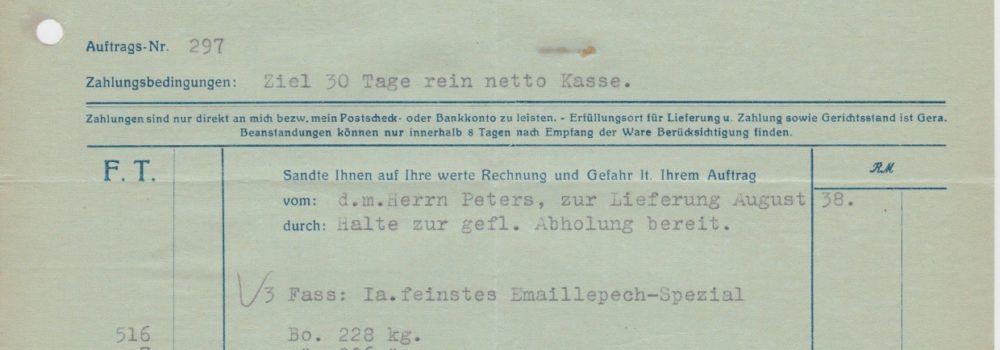 Auftrags-Nr. 297
Zahlungsbedingungen: Ziel 30 Tage rein netto Kasse.
Zahlungen sind nur direkt an mich bezw. mein Postscheck- oder Bankkonto zu leisten. - Erfüllungsort für Lieferung u. Zahlung sowie Gerichtsstand ist Gera.
Beanstandungen können nur innerhalb 8 Tagen nach Empfang der Ware Berücksichtigung finden.
F. T. Sandte Ihnen auf Ihre werte Rechnung und Gefahr lt. Ihrem Auftrag RM
vom: d.m.Herrn Peters, zur Lieferung August 38.
durch: Halte zur gefl. Abholung bereit.
3 Fass: Ia.feinstes Emaillepech-Spezial
516 Bo. 228 kg.